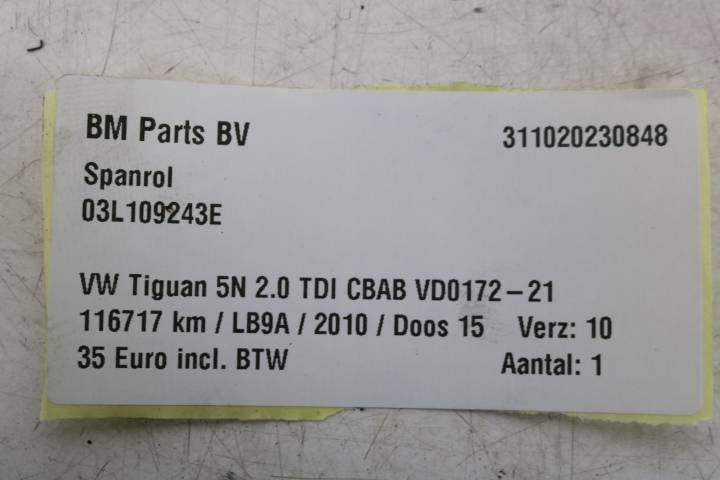 BM Parts BV 311020230848
Spanrol
03L109243E
VW Tiguan 5N 2.0 TDI CBAB VD0172-21
116717 km / LB9A / 2010 / Doos 15 Verz: 10
35 Euro incl. BTW Aantal: 1